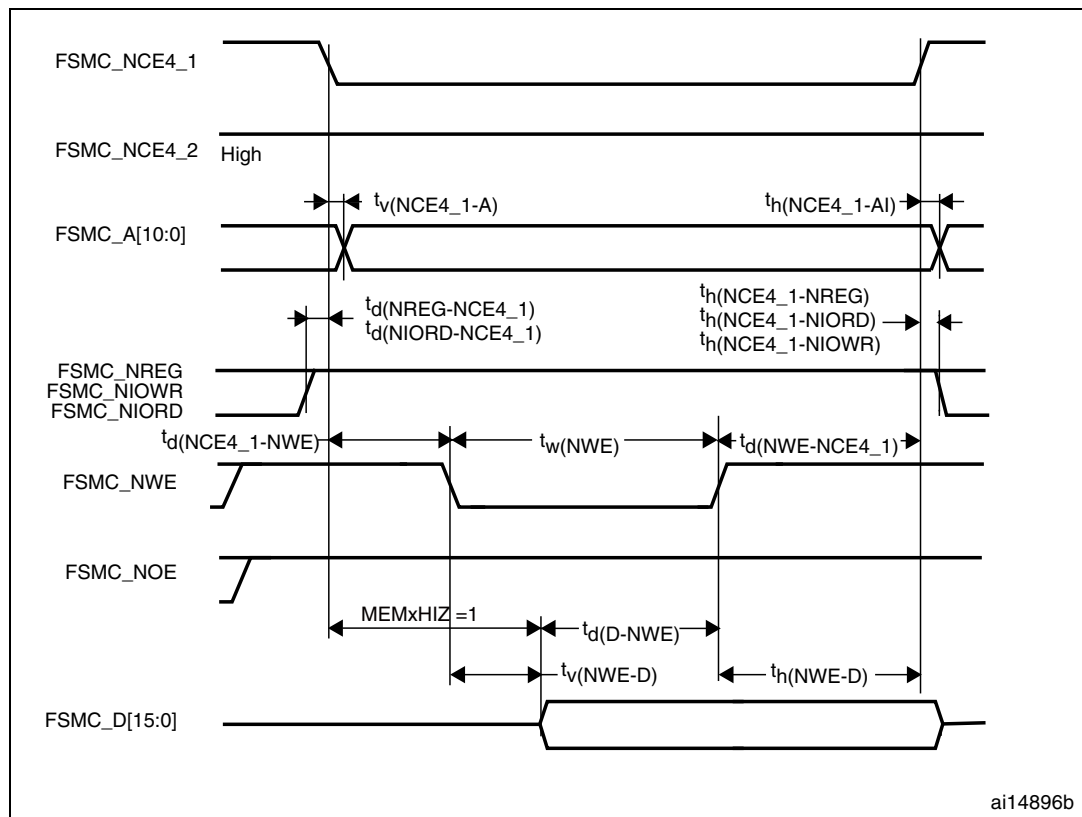 FSMC_NCE4_1
FSMC_NCE4_2 High
tv(NCE4_1-A) th(NCE4_1-AI)
FSMC_A[10:0]
td(NREG-NCE4_1) th(NCE4_1-NREG)
td(NIORD-NCE4_1) th(NCE4_1-NIORD)
th(NCE4_1-NIOWR)
FSMC_NREG
FSMC_NIOWR
FSMC_NIORD
td(NCE4_1-NWE) tw(NWE) td(NWE-NCE4_1)
FSMC_NWE
FSMC_NOE
MEMxHIZ =1
td(D-NWE)
tv(NWE-D) th(NWE-D)
FSMC_D[15:0]
ai14896b